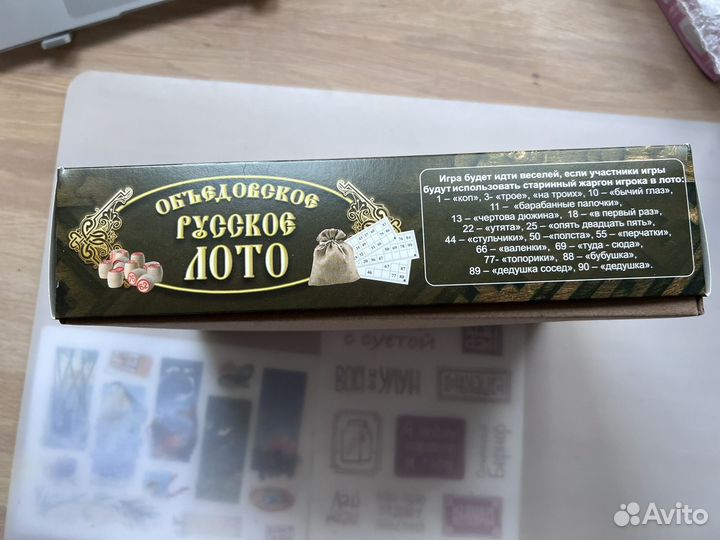 ОБЪЕДОВСКОЕ
РУССКОЕ
ЛОТО
Игра будет идти веселей, если участники игры
будут использовать старинный жаргон игрока в лото:
1 – «кол», 3- «трое», «на троих», 10 – «бычий глаз»,
11 – «барабанные палочки»,
13 – «чертова дюжина», 18 – «в первый раз»,
22 – «утята», 25 – «опять двадцать пять»,
44 – «стульчики», 50 – «полста», 55 – «перчатки»,
66 – «валенки», 69 – «туда - сюда»,
77- «топорики», 88 – «бубушка»,
89 – «дедушка сосед», 90 – «дедушка».
Avito